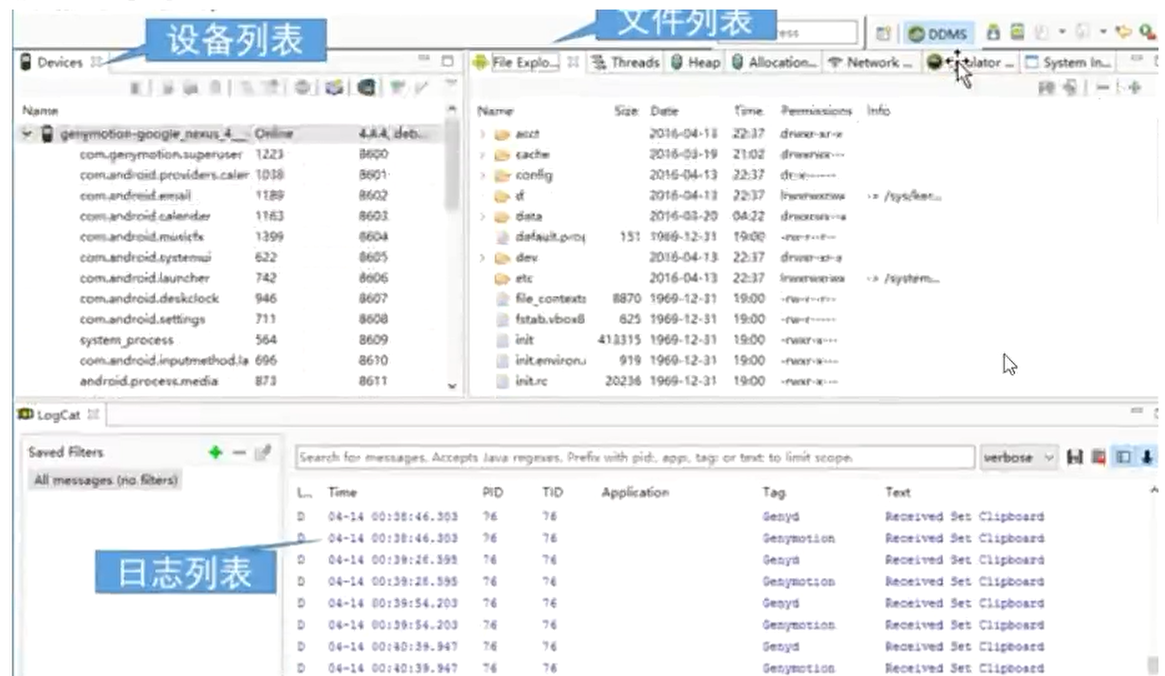 设备列表
文件列表
DDMS
Devices
File Explo...
Threads
Heap
Allocation...
Network ...
System In...
Name
genymotion-google_nexus_4_... Online 4.4.4, deb...
com.genymotion.superuser 1223 8600
com.android.providers.caler 1038 8601
com.android.email 1189 8602
com.android.calendar 1163 8603
com.android.musicfx 1399 8604
com.android.systemui 622 8605
com.android.launcher 742 8606
com.android.deskclock 946 8607
com.android.settings 711 8608
system_process 564 8609
com.android.inputmethod.la 696 8610
android.process.media 873 8611
Name Size Date Time Permissions Info
acct 2016-04-13 22:37 drwxr-xr-x
cache 2016-03-19 21:02 drwxrwx---
config 2016-04-13 22:37 dr-x------
d 2016-04-13 22:37 lrwxrwxrwx -> /sys/ker...
data 2016-03-20 04:22 drwxrwx--x
default.prop 151 1969-12-31 19:00 -rw-r--r--
dev 2016-04-13 22:37 drwxr-xr-x
etc 2016-04-13 22:37 lrwxrwxrwx -> /system...
file_contexts 8870 1969-12-31 19:00 -rw-r--r--
fstab.vbox8 625 1969-12-31 19:00 -rw-r-----
init 413315 1969-12-31 19:00 -rwxr-x---
init.environ. 919 1969-12-31 19:00 -rwxr-x---
init.rc 20236 1969-12-31 19:00 -rwxr-x---
LogCat
Saved Filters
All messages (no filters)
日志列表
Search for messages. Accepts Java regexes. Prefix with pid:, app:, tag: or text: to limit scope.
verbose
L... Time PID TID Application Tag Text
D 04-14 00:38:46.303 76 76 Genyd Received Set Clipboard
D 04-14 00:38:46.303 76 76 Genymotion Received Set Clipboard
D 04-14 00:39:26.595 76 76 Genyd Received Set Clipboard
D 04-14 00:39:26.595 76 76 Genymotion Received Set Clipboard
D 04-14 00:39:54.203 76 76 Genyd Received Set Clipboard
D 04-14 00:39:54.203 76 76 Genymotion Received Set Clipboard
D 04-14 00:40:39.947 76 76 Genyd Received Set Clipboard
D 04-14 00:40:39.947 76 76 Genymotion Received Set Clipboard